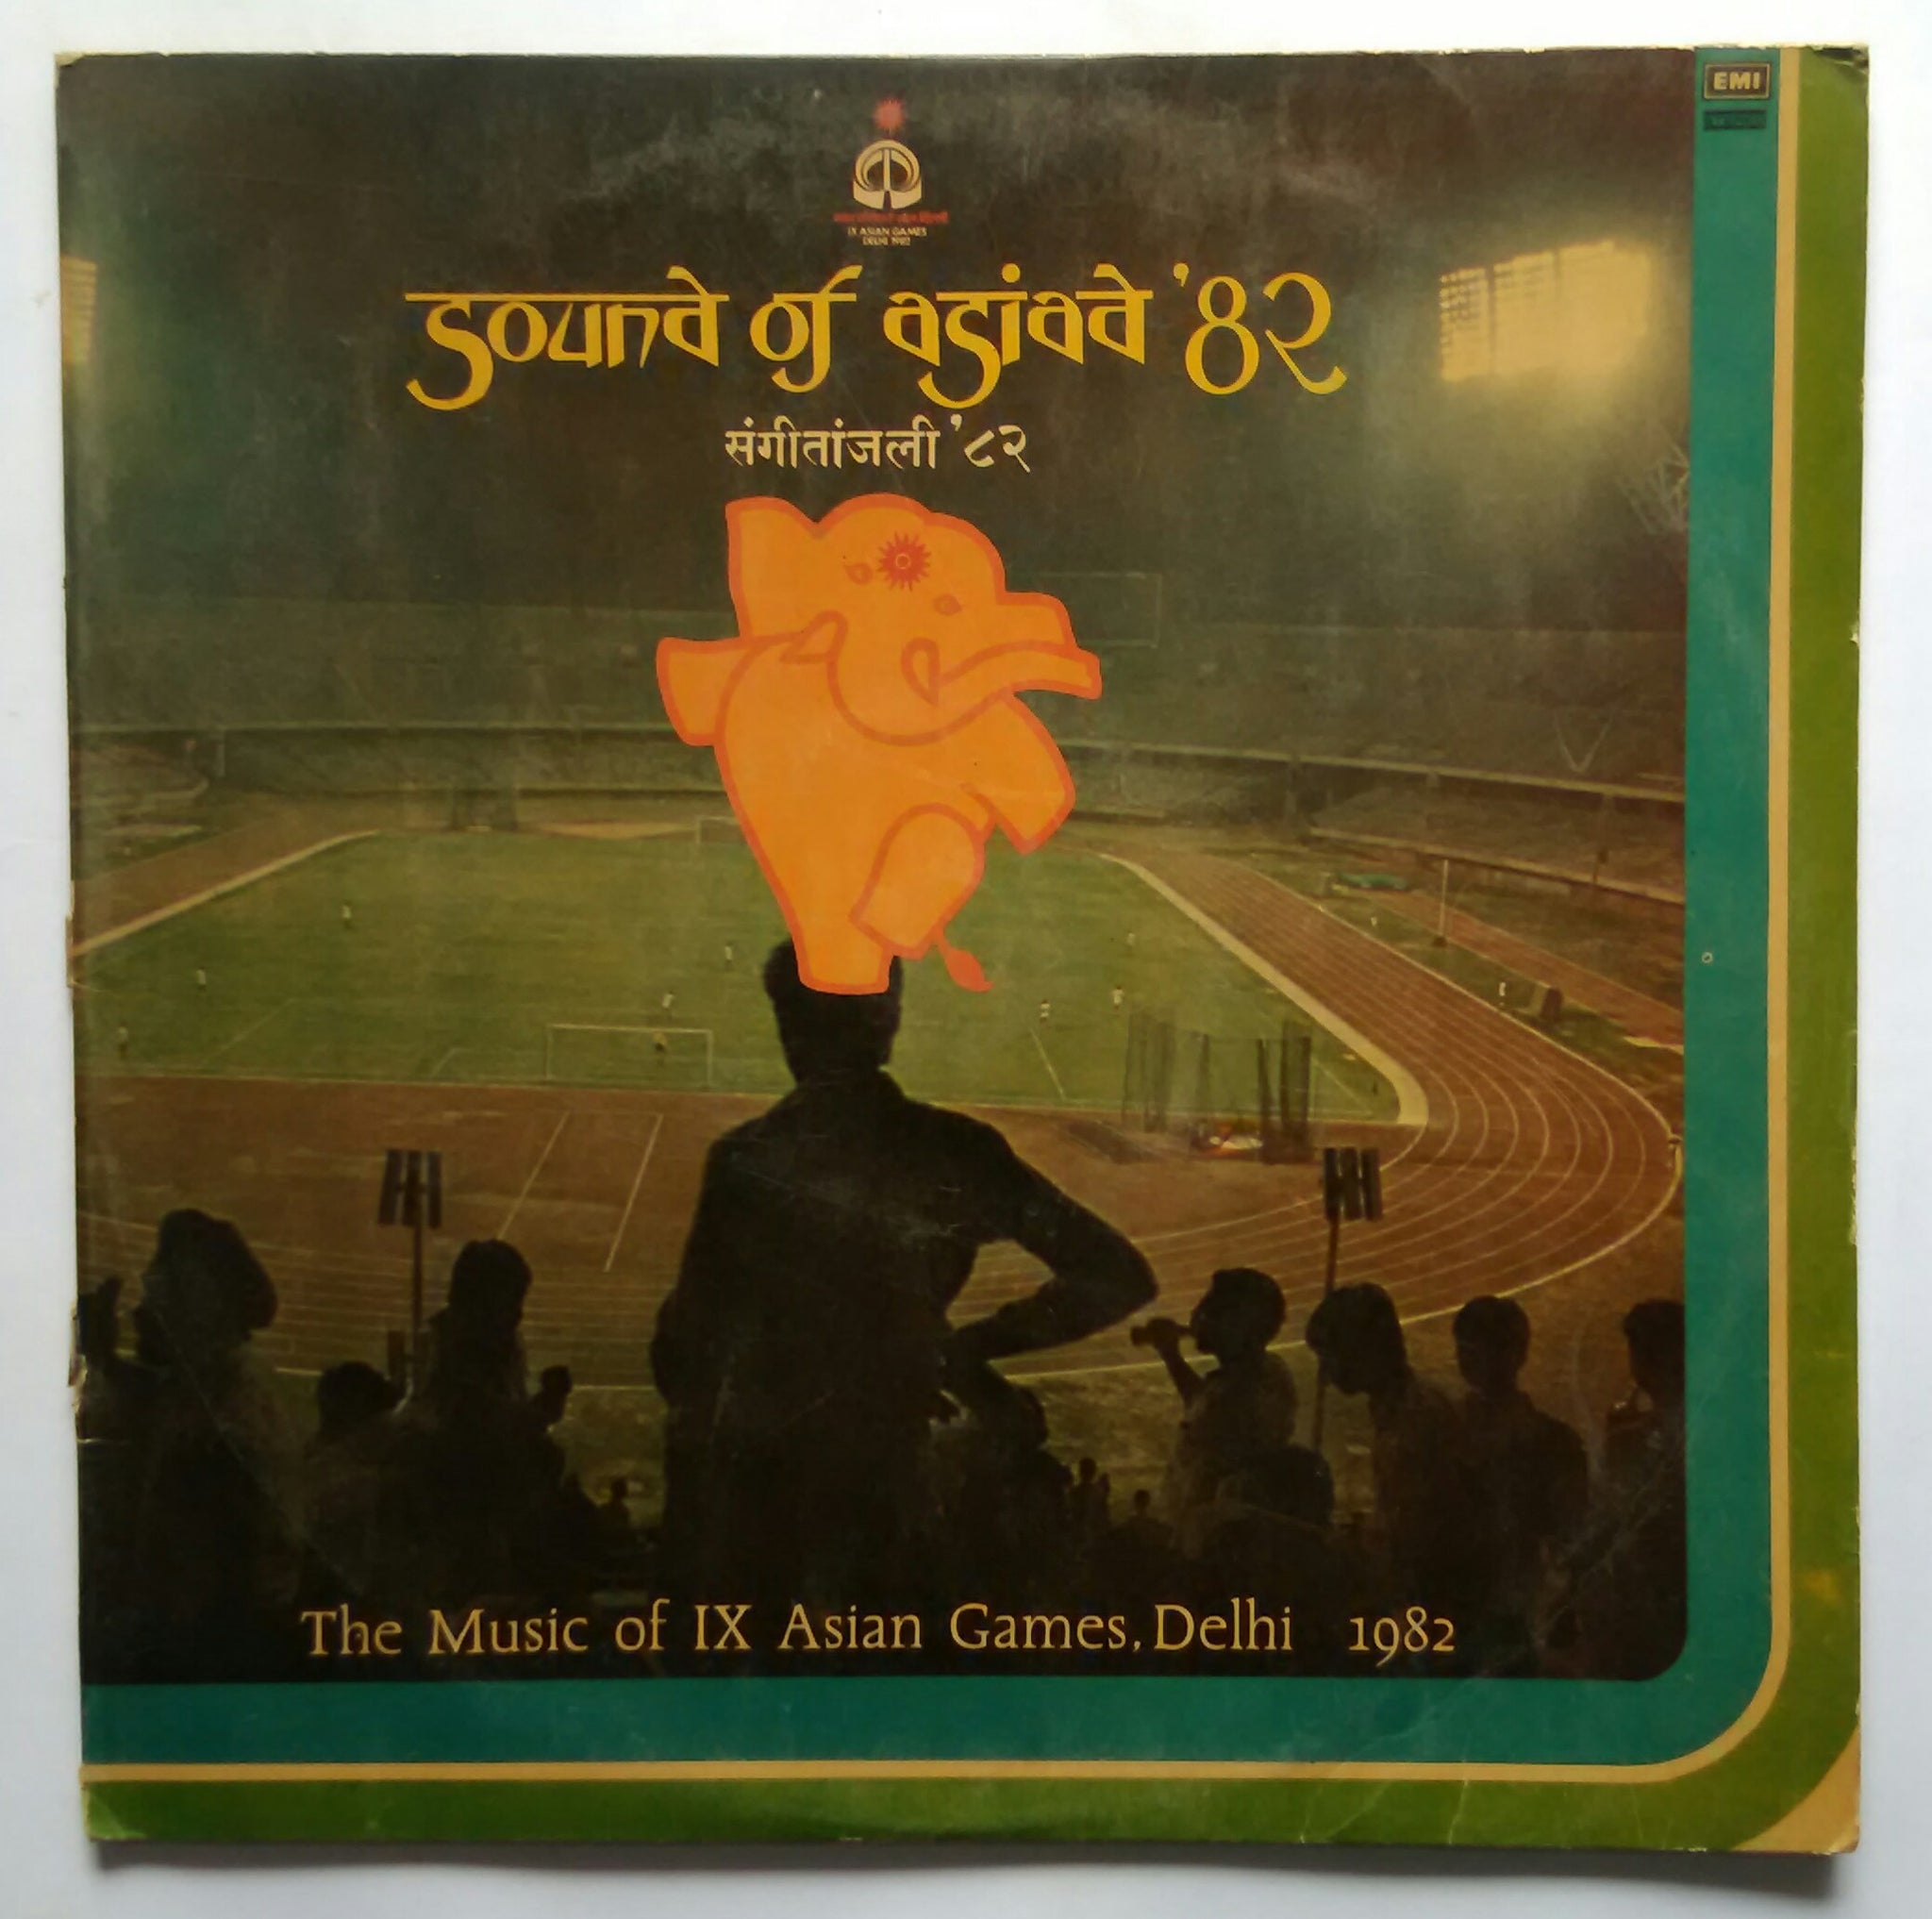 EMI
IX ASIAN GAMES
DELHI 1982
sound of asiad '82
संगीतांजली '८२
The Music of IX Asian Games, Delhi 1982